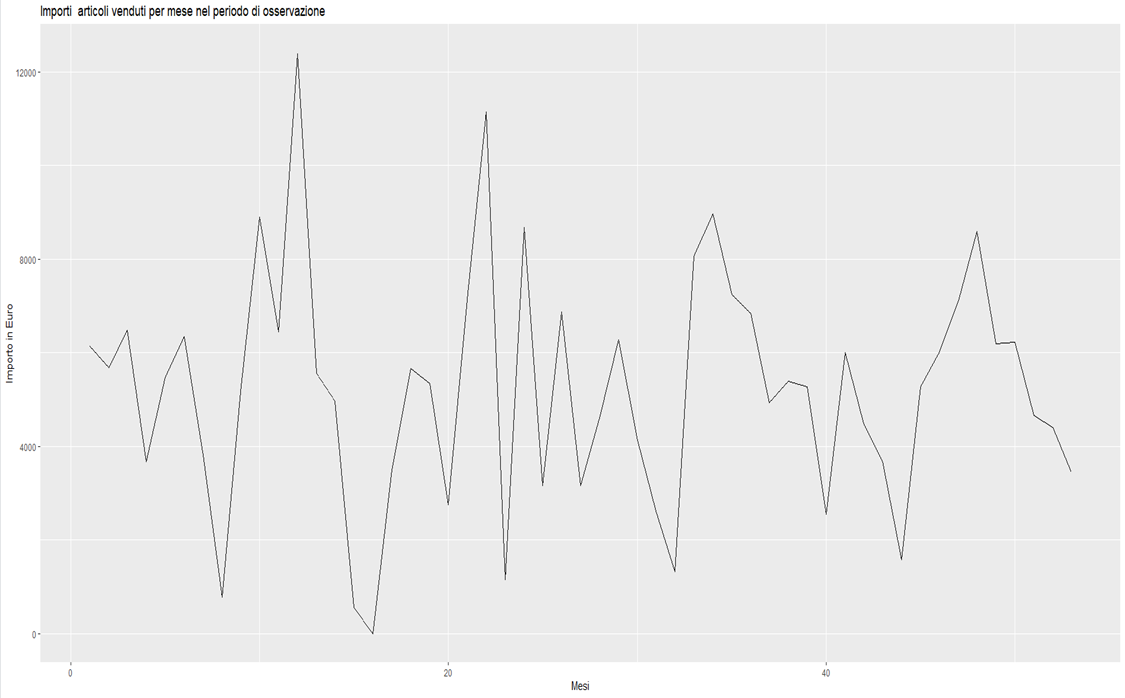 Importi  articoli venduti per mese nel periodo di osservazione
12000
8000
4000
0
Importo in Euro
0
20
40
Mesi